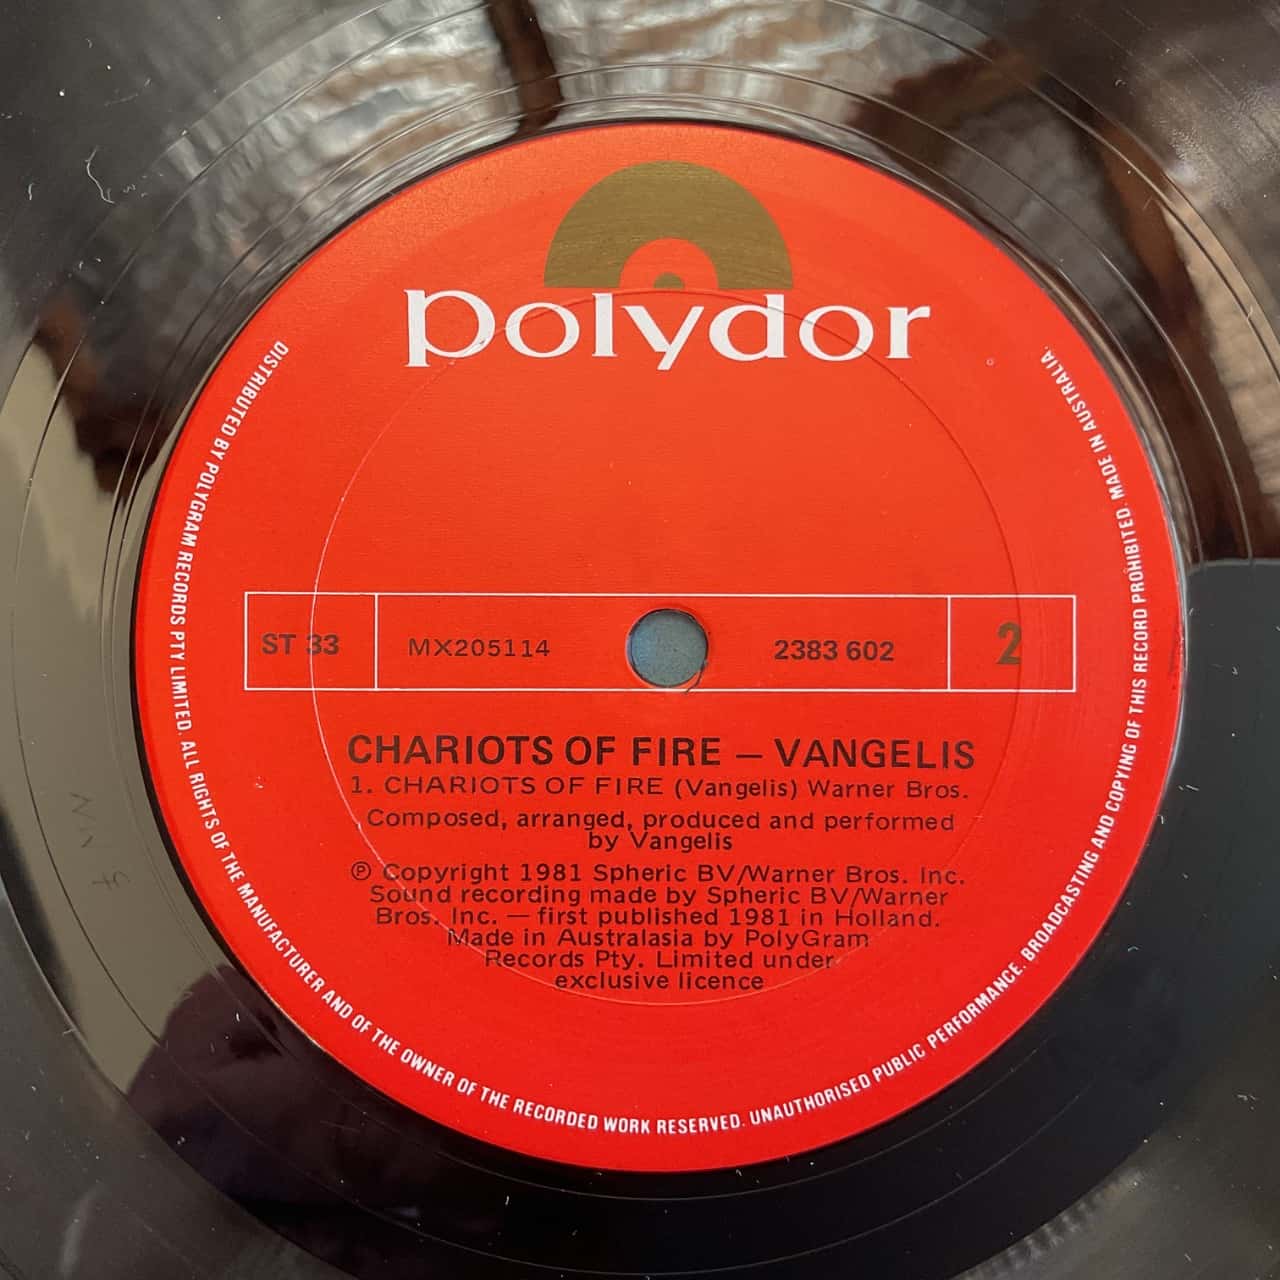 polydor
DISTRIBUTED BY POLYGRAM RECORDS PTY LIMITED. ALL RIGHTS OF THE MANUFACTURER AND OF THE OWNER OF THE RECORDED WORK RESERVED. UNAUTHORISED PUBLIC PERFORMANCE. BROADCASTING AND COPYING OF THIS RECORD PROHIBITED. MADE IN AUSTRALIA.
ST 33 MX205114 2383 602 2
CHARIOTS OF FIRE – VANGELIS
1. CHARIOTS OF FIRE (Vangelis) Warner Bros.
Composed, arranged, produced and performed
by Vangelis
℗ Copyright 1981 Spheric BV/Warner Bros. Inc.
Sound recording made by Spheric BV/Warner
Bros. Inc. — first published 1981 in Holland.
Made in Australasia by PolyGram
Records Pty. Limited under
exclusive licence